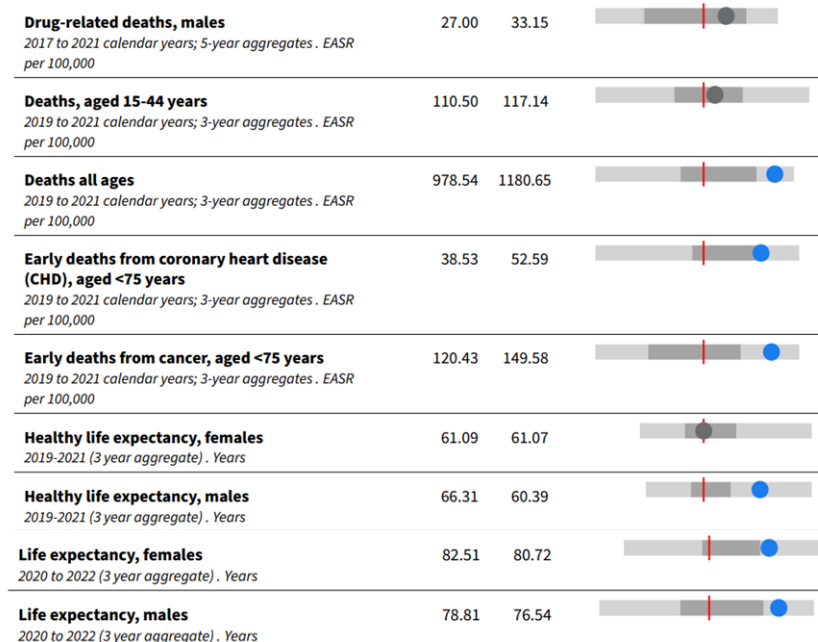 Drug-related deaths, males 27.00 33.15
2017 to 2021 calendar years; 5-year aggregates . EASR
per 100,000
Deaths, aged 15-44 years 110.50 117.14
2019 to 2021 calendar years; 3-year aggregates . EASR
per 100,000
Deaths all ages 978.54 1180.65
2019 to 2021 calendar years; 3-year aggregates . EASR
per 100,000
Early deaths from coronary heart disease 38.53 52.59
(CHD), aged <75 years
2019 to 2021 calendar years; 3-year aggregates . EASR
per 100,000
Early deaths from cancer, aged <75 years 120.43 149.58
2019 to 2021 calendar years; 3-year aggregates . EASR
per 100,000
Healthy life expectancy, females 61.09 61.07
2019-2021 (3 year aggregate) . Years
Healthy life expectancy, males 66.31 60.39
2019-2021 (3 year aggregate) . Years
Life expectancy, females 82.51 80.72
2020 to 2022 (3 year aggregate) . Years
Life expectancy, males 78.81 76.54
2020 to 2022 (3 year aggregate) . Years